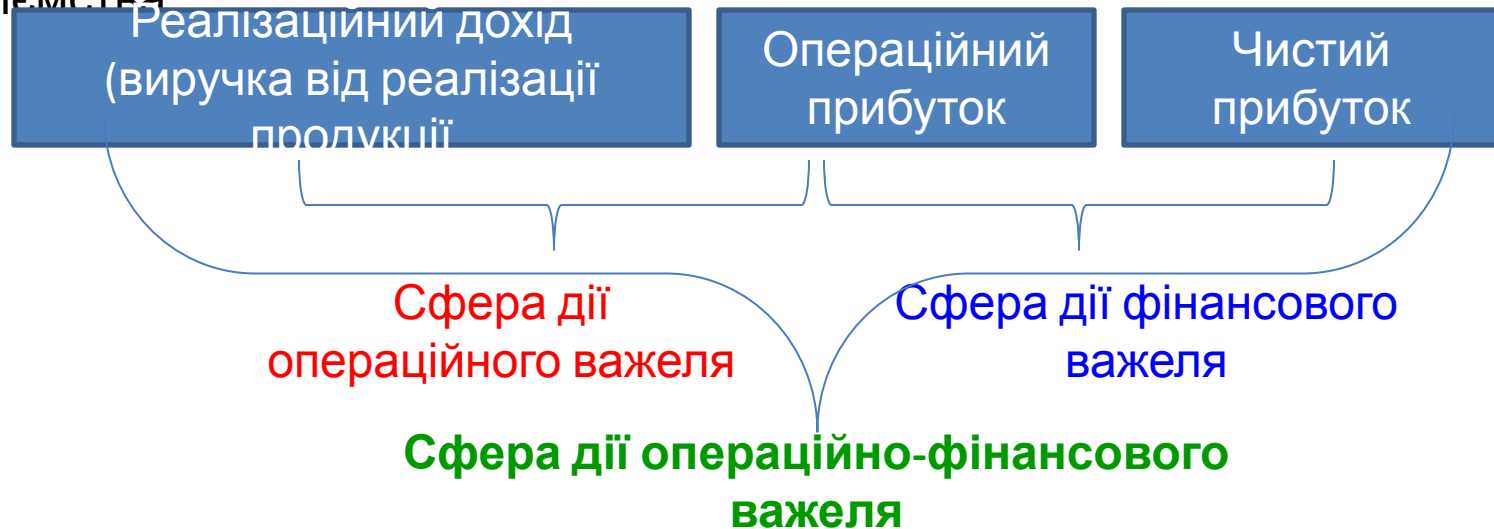 Реалізаційний дохід
(виручка від реалізації
продукції
Операційний
прибуток
Чистий
прибуток
Сфера дії
операційного важеля
Сфера дії фінансового
важеля
Сфера дії операційно-фінансового
важеля